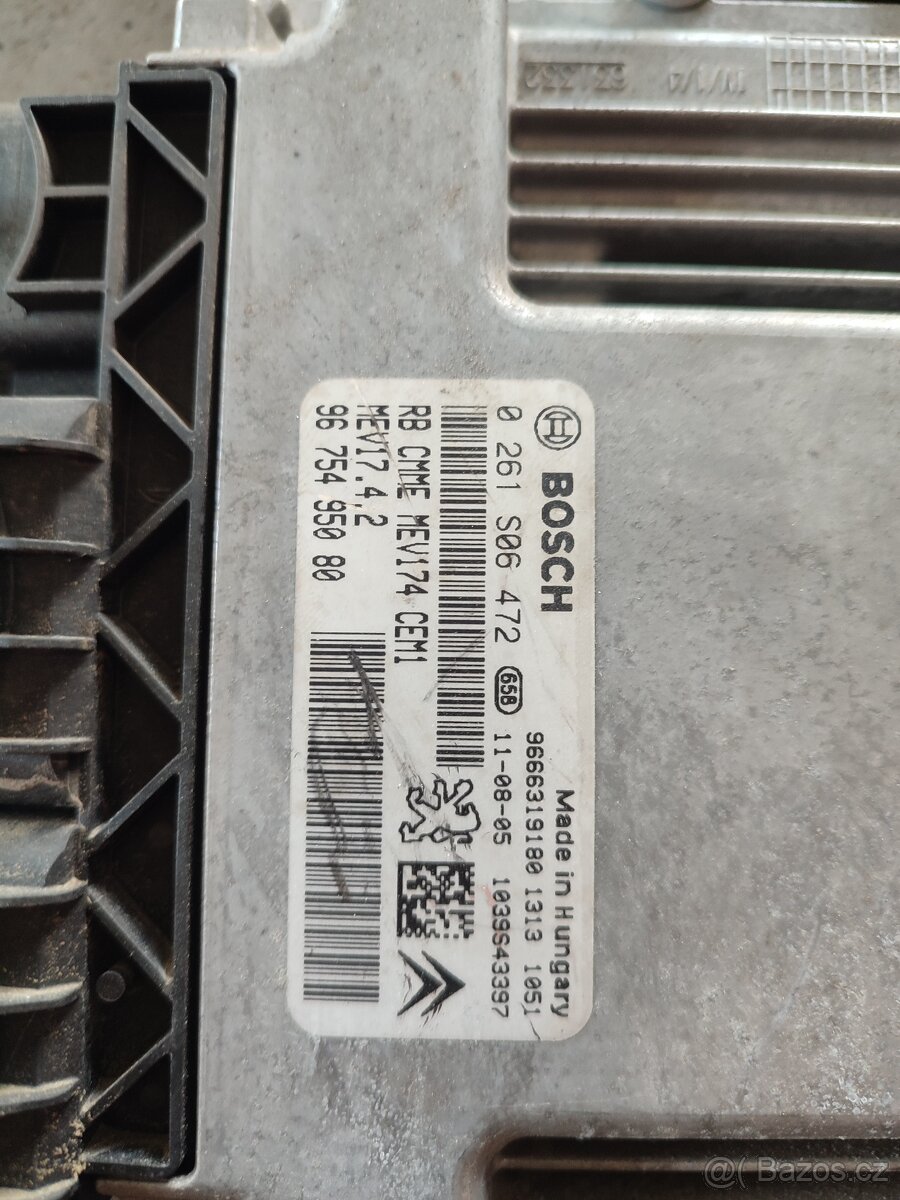 BOSCH
Made in Hungary
9666319180 1313 1051
0 261 S06 472 658 11-08-05 1039S43397
RB CMME MEV174 CEM1
MEV17.4.2
96 754 950 80
Bazos.cz